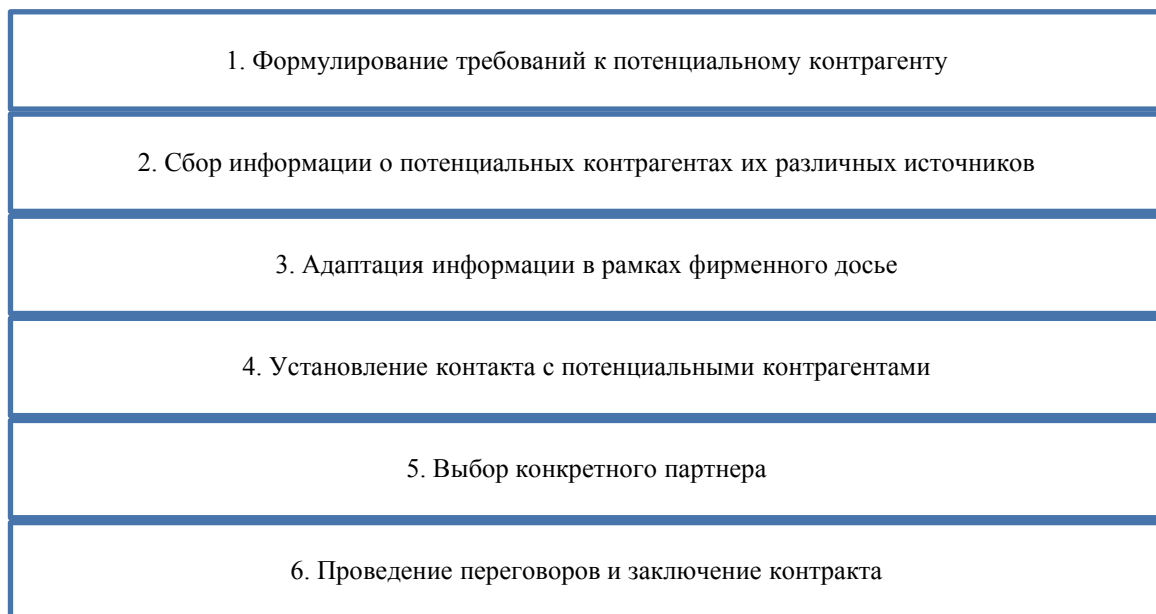 1. Формулирование требований к потенциальному контрагенту
2. Сбор информации о потенциальных контрагентах их различных источников
3. Адаптация информации в рамках фирменного досье
4. Установление контакта с потенциальными контрагентами
5. Выбор конкретного партнера
6. Проведение переговоров и заключение контракта